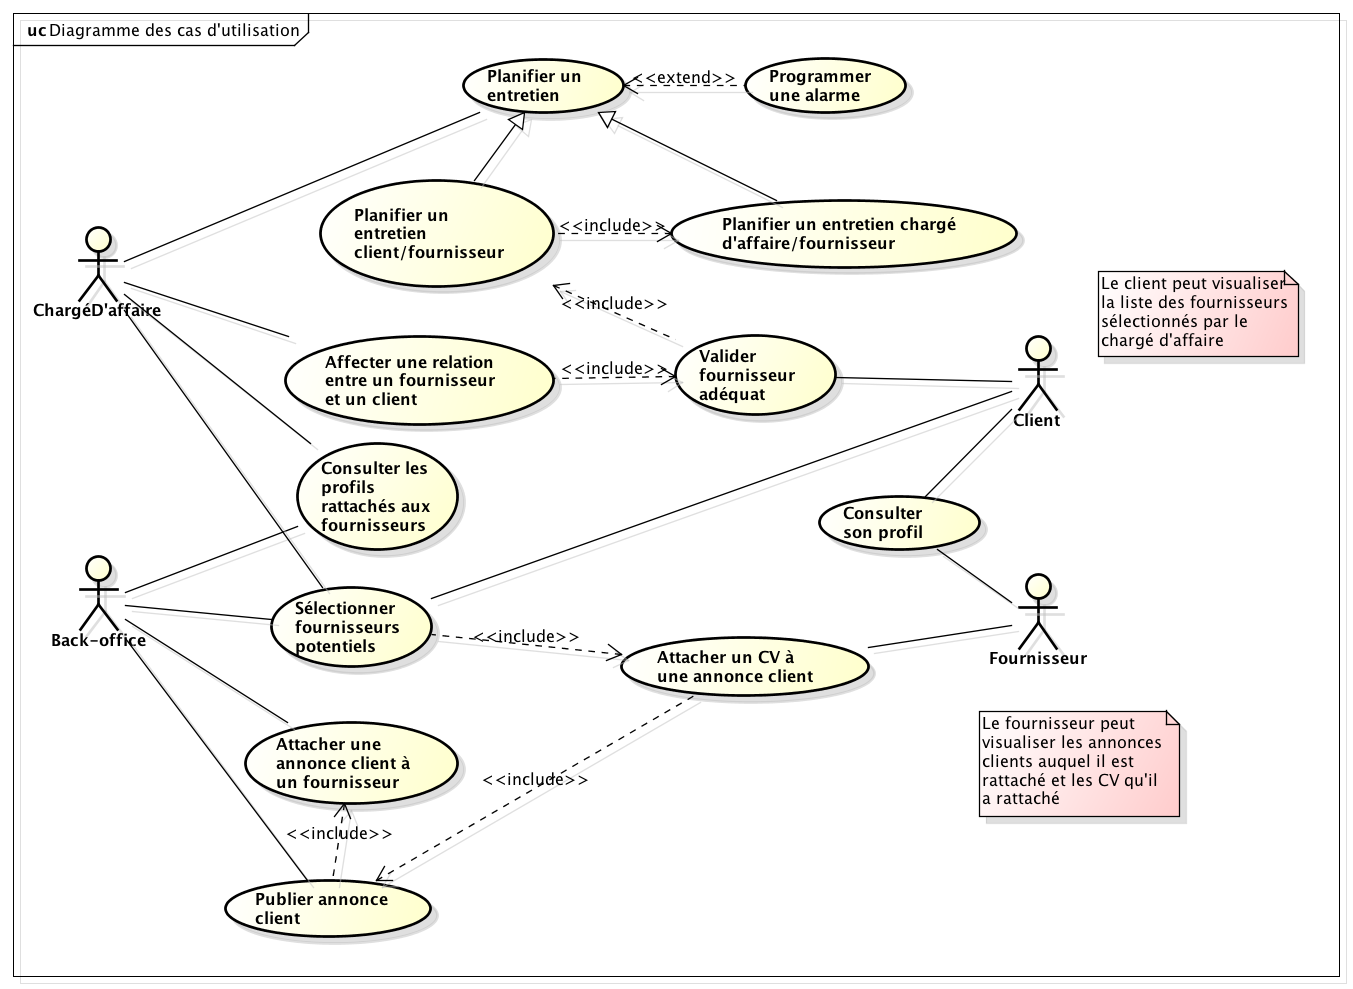 uc Diagramme des cas d'utilisation
Planifier un
entretien
<<extend>>
Programmer
une alarme
Planifier un
entretien
client/fournisseur
<<include>>
Planifier un entretien chargé
d'affaire/fournisseur
ChargéD'affaire
<<include>>
Le client peut visualiser
la liste des fournisseurs
sélectionnés par le
chargé d'affaire
Affecter une relation
entre un fournisseur
et un client
<<include>>
Valider
fournisseur
adéquat
Client
Consulter les
profils
rattachés aux
fournisseurs
Consulter
son profil
Back-office
Sélectionner
fournisseurs
potentiels
<<include>>
Attacher un CV à
une annonce client
Fournisseur
Attacher une
annonce client à
un fournisseur
<<include>>
Le fournisseur peut
visualiser les annonces
clients auquel il est
rattaché et les CV qu'il
a rattaché
<<include>>
Publier annonce
client